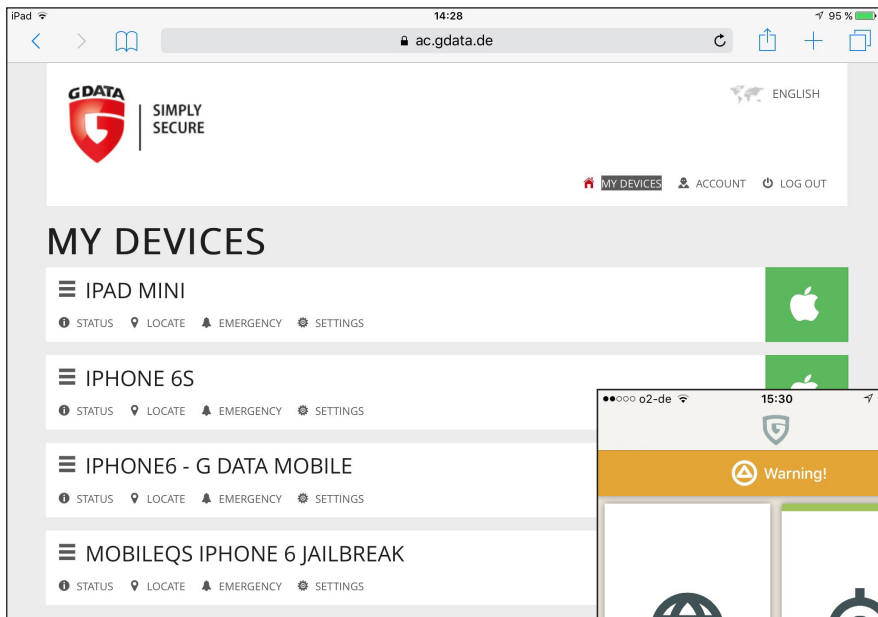 iPad 14:28 95 %
ac.gdata.de
G DATA
SIMPLY
SECURE
ENGLISH
MY DEVICES ACCOUNT LOG OUT
MY DEVICES
IPAD MINI
STATUS LOCATE EMERGENCY SETTINGS
IPHONE 6S
STATUS LOCATE EMERGENCY SETTINGS
IPHONE6 - G DATA MOBILE
STATUS LOCATE EMERGENCY SETTINGS
MOBILEQS IPHONE 6 JAILBREAK
STATUS LOCATE EMERGENCY SETTINGS
o2-de 15:30
Warning!